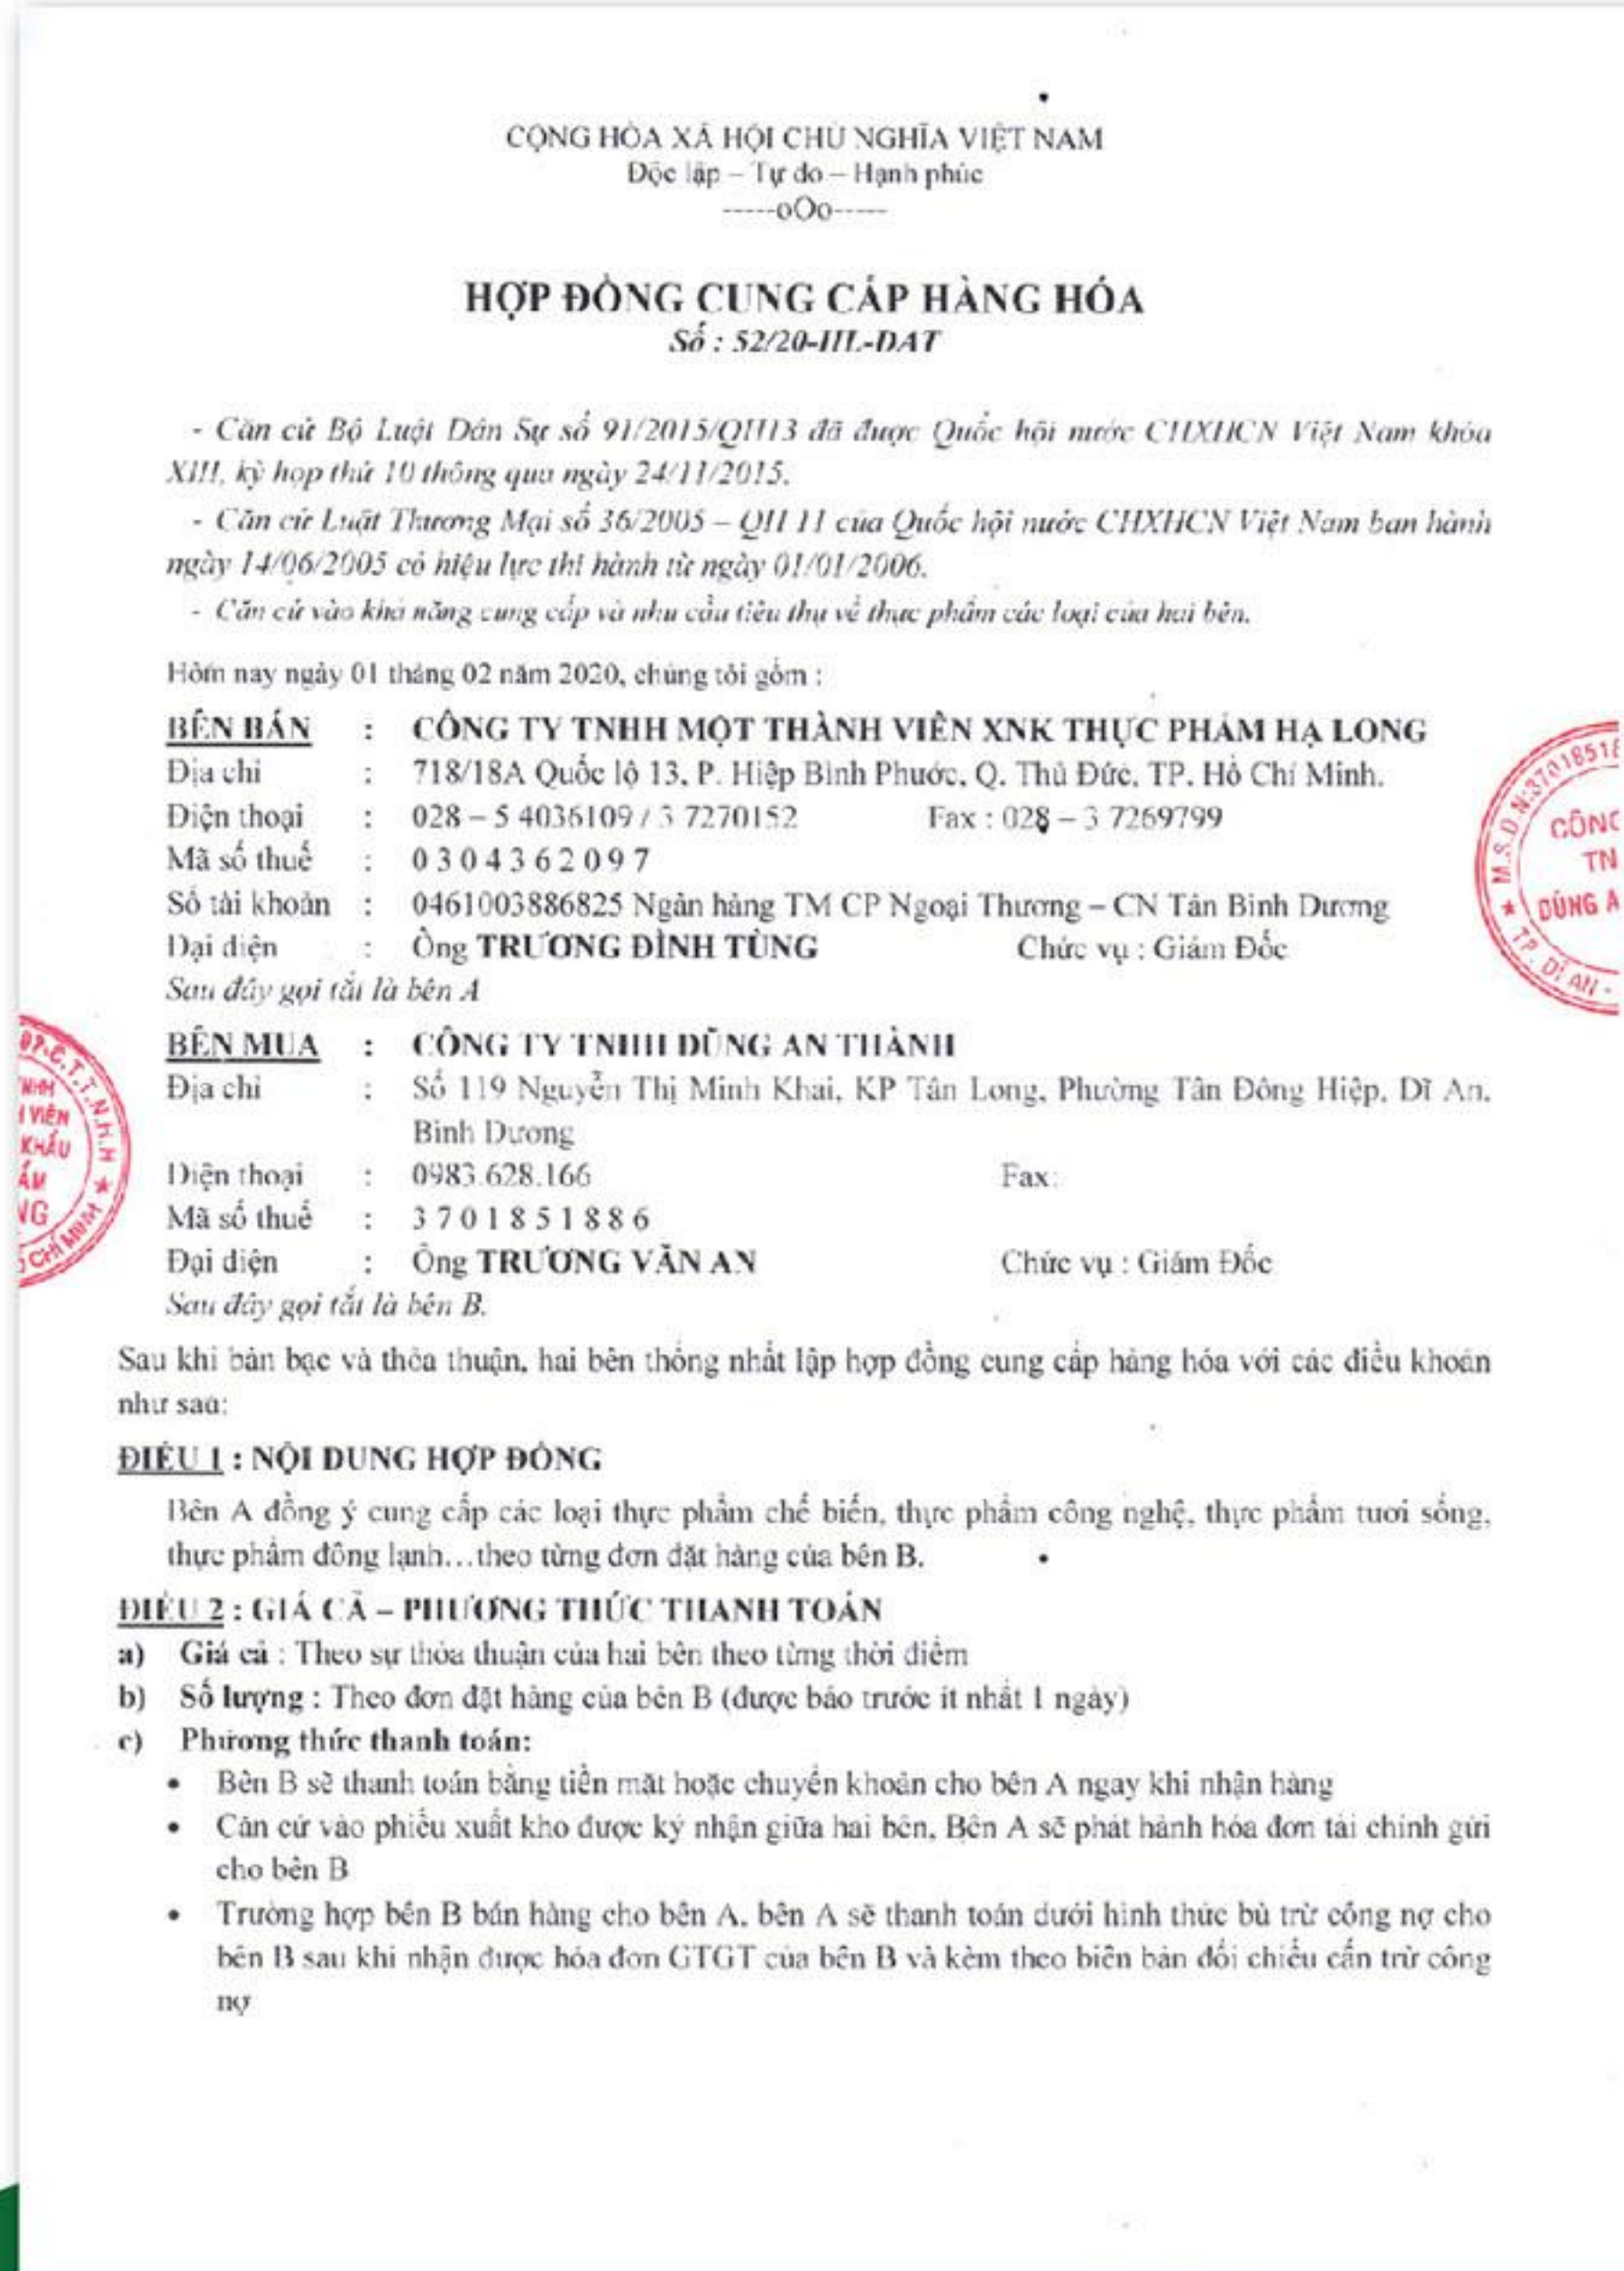 CỘNG HÒA XÃ HỘI CHỦ NGHĨA VIỆT NAM
Độc lập – Tự do – Hạnh phúc
-----oOo-----
HỢP ĐỒNG CUNG CẤP HÀNG HÓA
Số : 52/20-HL-DAT
- Căn cứ Bộ Luật Dân Sự số 91/2015/QH13 đã được Quốc hội nước CHXHCN Việt Nam khóa
XIII, kỳ họp thứ 10 thông qua ngày 24/11/2015.
- Căn cứ Luật Thương Mại số 36/2005 – QH 11 của Quốc hội nước CHXHCN Việt Nam ban hành
ngày 14/06/2005 có hiệu lực thi hành từ ngày 01/01/2006.
- Căn cứ vào khả năng cung cấp và nhu cầu tiêu thụ về thực phẩm các loại của hai bên.
Hôm nay ngày 01 tháng 02 năm 2020, chúng tôi gồm :
BÊN BÁN : CÔNG TY TNHH MỘT THÀNH VIÊN XNK THỰC PHẨM HẠ LONG
Địa chỉ : 718/18A Quốc lộ 13, P. Hiệp Bình Phước, Q. Thủ Đức, TP. Hồ Chí Minh.
Điện thoại : 028 – 5 4036109 / 3 7270152 Fax : 028 – 3 7269799
Mã số thuế : 0 3 0 4 3 6 2 0 9 7
Số tài khoản : 0461003886825 Ngân hàng TM CP Ngoại Thương – CN Tân Bình Dương
Đại diện : Ông TRƯƠNG ĐÌNH TÙNG Chức vụ : Giám Đốc
Sau đây gọi tắt là bên A
BÊN MUA : CÔNG TY TNHH DŨNG AN THÀNH
Địa chỉ : Số 119 Nguyễn Thị Minh Khai, KP Tân Long, Phường Tân Đông Hiệp, Dĩ An,
Bình Dương
Điện thoại : 0983.628.166 Fax:
Mã số thuế : 3 7 0 1 8 5 1 8 8 6
Đại diện : Ông TRƯƠNG VĂN AN Chức vụ : Giám Đốc
Sau đây gọi tắt là bên B.
Sau khi bàn bạc và thỏa thuận, hai bên thống nhất lập hợp đồng cung cấp hàng hóa với các điều khoản
như sau:
ĐIỀU 1 : NỘI DUNG HỢP ĐỒNG
Bên A đồng ý cung cấp các loại thực phẩm chế biến, thực phẩm công nghệ, thực phẩm tươi sống,
thực phẩm đông lạnh…theo từng đơn đặt hàng của bên B.
ĐIỀU 2 : GIÁ CẢ – PHƯƠNG THỨC THANH TOÁN
a) Giá cả : Theo sự thỏa thuận của hai bên theo từng thời điểm
b) Số lượng : Theo đơn đặt hàng của bên B (được báo trước ít nhất 1 ngày)
c) Phương thức thanh toán:
• Bên B sẽ thanh toán bằng tiền mặt hoặc chuyển khoản cho bên A ngay khi nhận hàng
• Căn cứ vào phiếu xuất kho được ký nhận giữa hai bên, Bên A sẽ phát hành hóa đơn tài chính gửi
cho bên B
• Trường hợp bên B bán hàng cho bên A, bên A sẽ thanh toán dưới hình thức bù trừ công nợ cho
bên B sau khi nhận được hóa đơn GTGT của bên B và kèm theo biên bản đối chiếu cấn trừ công
nợ
M.S.D.N:3701851
CÔNG
TN
DŨNG A
TP. DĨ AN -
97-C.T.T.N.H.H
VIÊN
KHẨU
CHÍ MINH